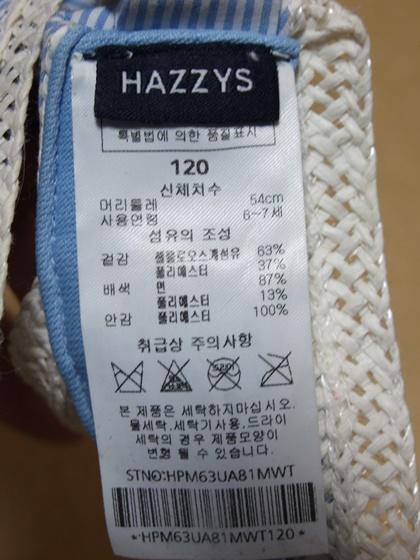 HAZZYS
특별법에 의한 품질표시
120
신체치수
머리둘레 54cm
사용연령 6~7세
섬유의 조성
겉감 셀룰로오스계섬유 63%
폴리에스터 37%
배색 면 87%
폴리에스터 13%
안감 폴리에스터 100%
취급상 주의사항
본 제품은 세탁하지마십시오.
물세탁.세탁기사용.드라이
세탁의 경우 제품모양이
변형 될 수 있습니다.
STNO:HPM63UA81MWT
*HPM63UA81MWT120*